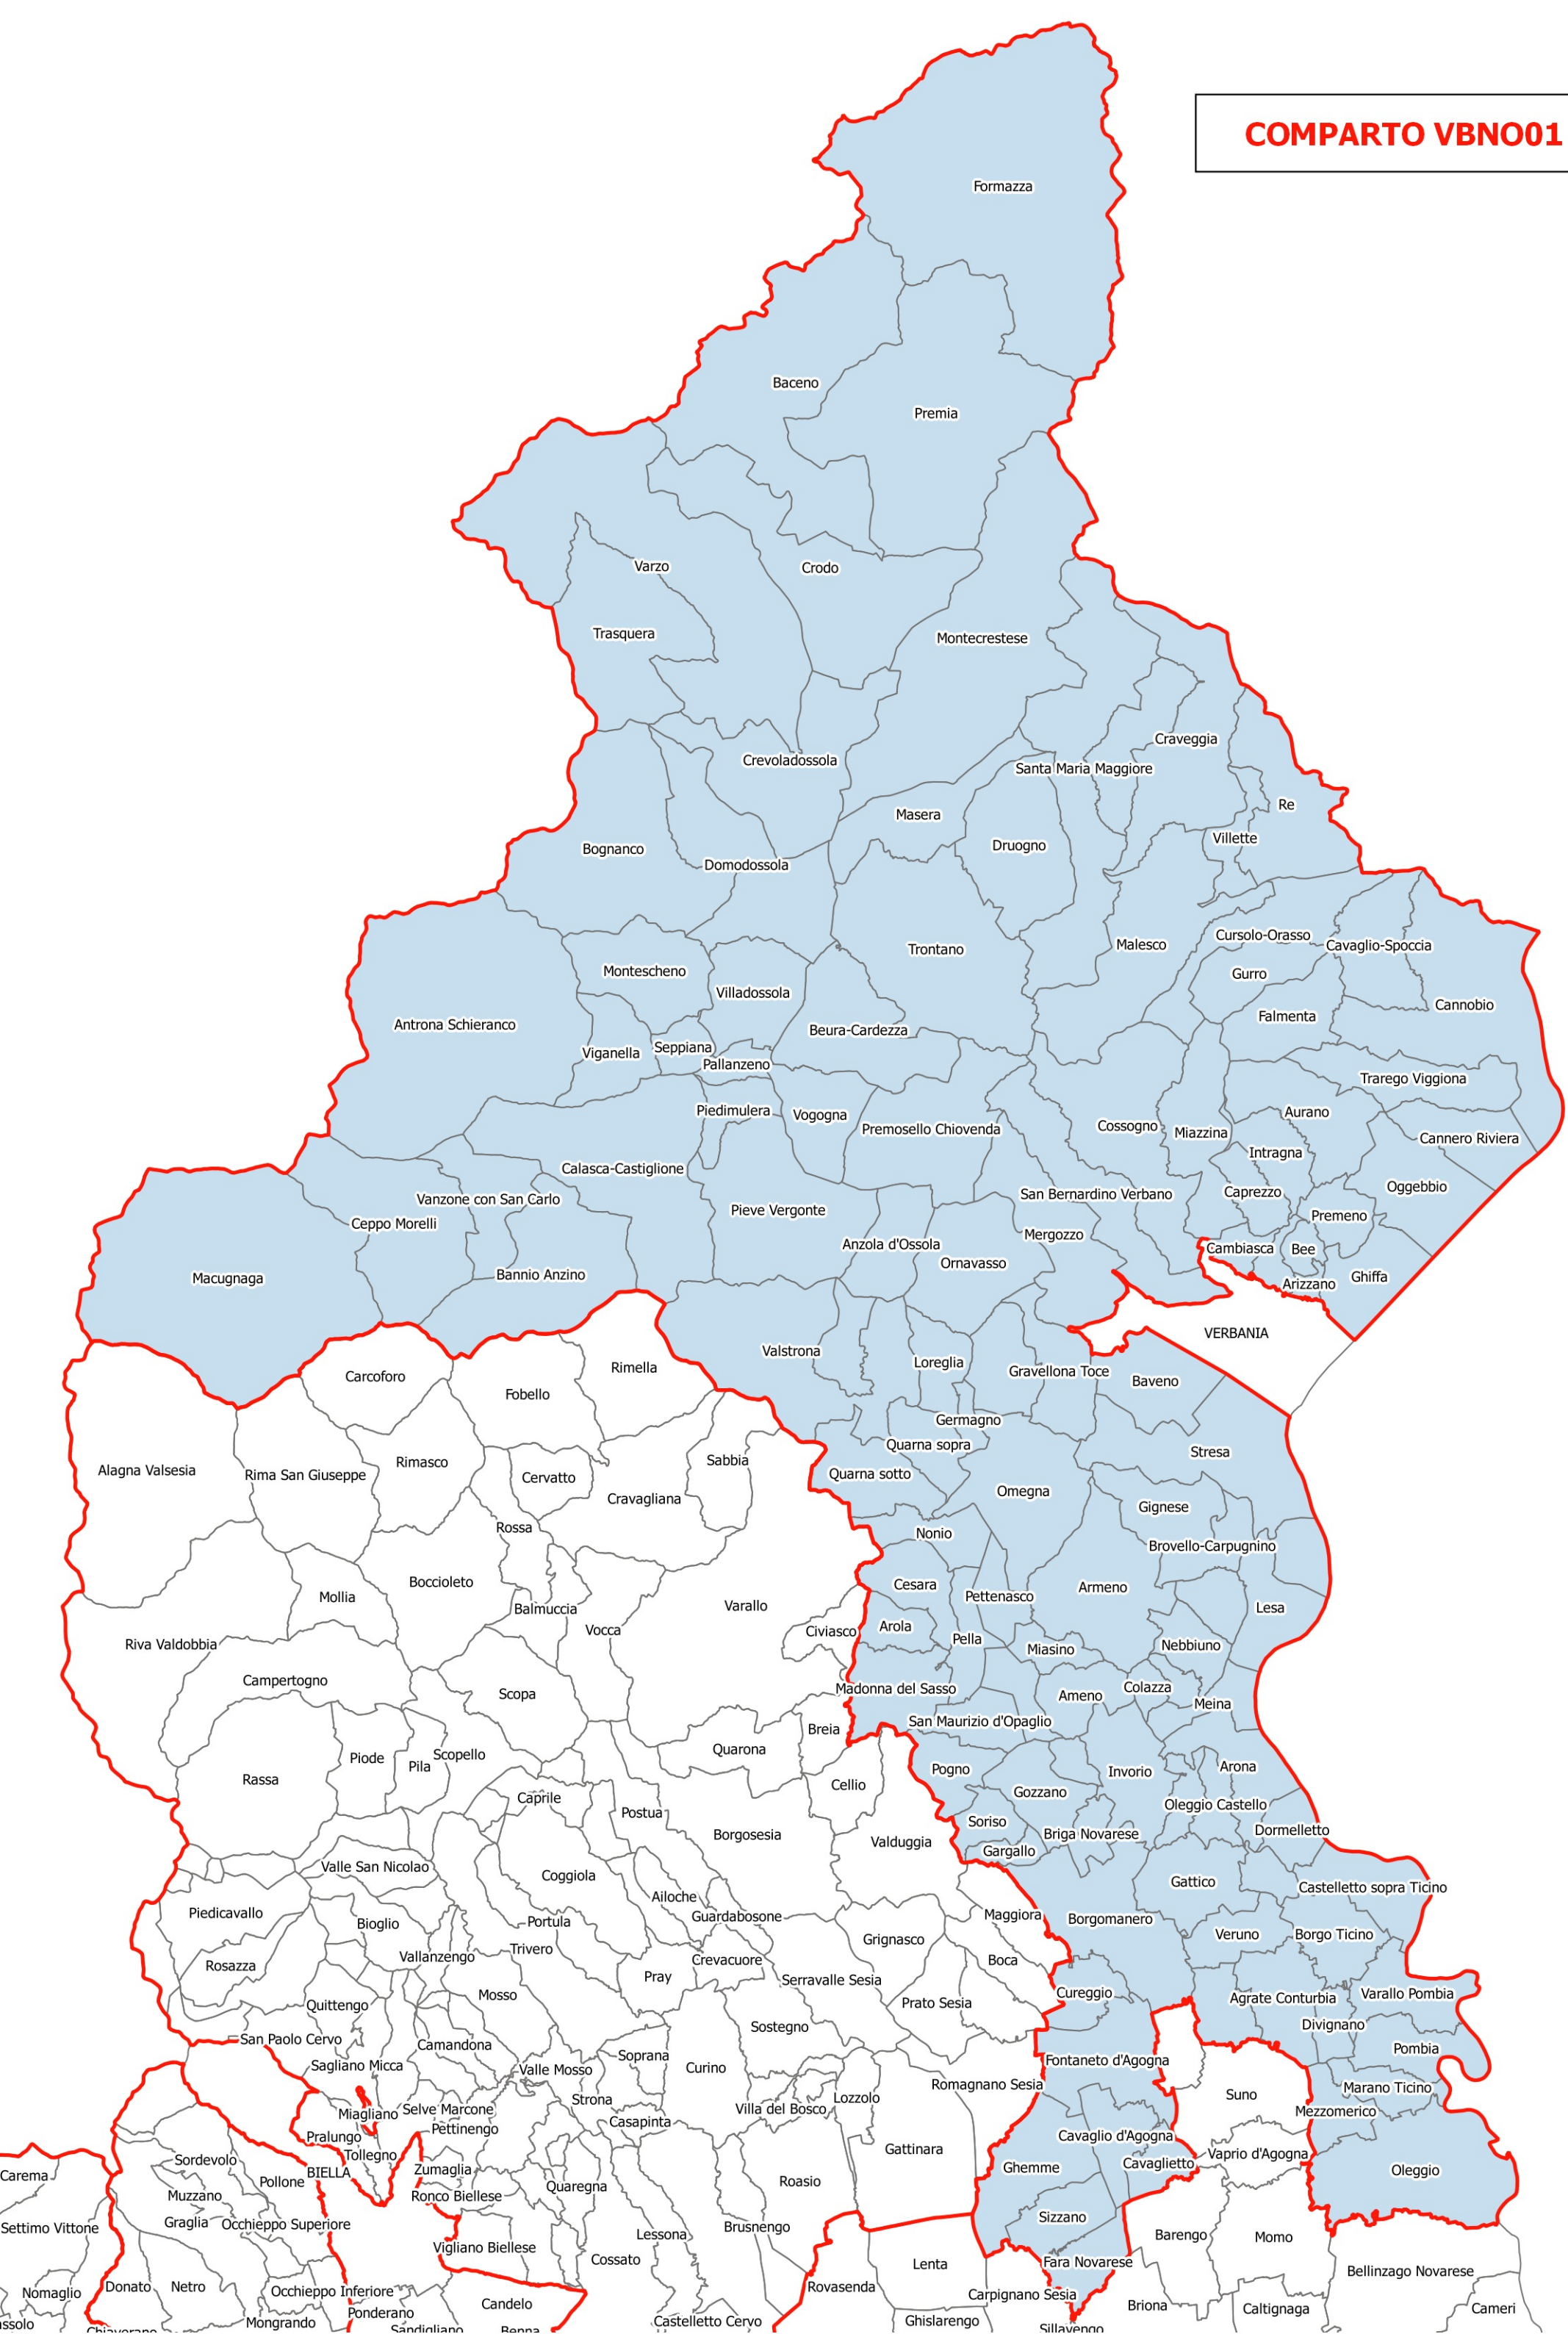 COMPARTO VBNO01
Formazza
Baceno
Premia
Varzo
Crodo
Trasquera
Montecrestese
Craveggia
Crevoladossola
Santa Maria Maggiore
Re
Masera
Villette
Druogno
Bognanco
Domodossola
Cursolo-Orasso
Malesco
Cavaglio-Spoccia
Trontano
Montescheno
Gurro
Villadossola
Cannobio
Falmenta
Antrona Schieranco
Beura-Cardezza
Seppiana
Viganella
Pallanzeno
Trarego Viggiona
Piedimulera
Vogogna
Aurano
Premosello Chiovenda
Cossogno
Miazzina
Cannero Riviera
Intragna
Calasca-Castiglione
Oggebbio
Caprezzo
San Bernardino Verbano
Vanzone con San Carlo
Pieve Vergonte
Premeno
Ceppo Morelli
Mergozzo
Anzola d'Ossola
Cambiasca
Bee
Ornavasso
Bannio Anzino
Ghiffa
Macugnaga
Arizzano
VERBANIA
Valstrona
Loreglia
Rimella
Gravellona Toce
Carcoforo
Baveno
Fobello
Germagno
Quarna sopra
Stresa
Sabbia
Rimasco
Alagna Valsesia
Quarna sotto
Rima San Giuseppe
Cervatto
Omegna
Cravagliana
Gignese
Rossa
Nonio
Brovello-Carpugnino
Boccioleto
Cesara
Armeno
Pettenasco
Mollia
Varallo
Lesa
Balmuccia
Arola
Civiasco
Vocca
Pella
Riva Valdobbia
Nebbiuno
Miasino
Campertogno
Colazza
Madonna del Sasso
Scopa
Ameno
Meina
San Maurizio d'Opaglio
Breia
Quarona
Scopello
Piode
Pila
Arona
Pogno
Invorio
Rassa
Cellio
Gozzano
Caprile
Oleggio Castello
Postua
Soriso
Dormelletto
Briga Novarese
Borgosesia
Valduggia
Gargallo
Valle San Nicolao
Coggiola
Gattico
Castelletto sopra Ticino
Ailoche
Piedicavallo
Maggiora
Guardabosone
Borgomanero
Portula
Bioglio
Veruno
Borgo Ticino
Grignasco
Trivero
Vallanzengo
Crevacuore
Boca
Rosazza
Pray
Serravalle Sesia
Cureggio
Varallo Pombia
Mosso
Agrate Conturbia
Prato Sesia
Quittengo
Divignano
Sostegno
San Paolo Cervo
Camandona
Pombia
Soprana
Fontaneto d'Agogna
Sagliano Micca
Curino
Valle Mosso
Romagnano Sesia
Marano Ticino
Suno
Lozzolo
Strona
Villa del Bosco
Selve Marcone
Mezzomerico
Miagliano
Casapinta
Pettinengo
Cavaglio d'Agogna
Pralungo
Gattinara
Vaprio d'Agogna
Tollegno
Sordevolo
Cavaglietto
Ghemme
Zumaglia
Oleggio
BIELLA
Carema
Pollone
Roasio
Quaregna
Muzzano
Ronco Biellese
Sizzano
Graglia
Occhieppo Superiore
Brusnengo
Settimo Vittone
Lessona
Barengo
Momo
Vigliano Biellese
Cossato
Fara Novarese
Lenta
Bellinzago Novarese
Donato
Netro
Rovasenda
Occhieppo Inferiore
Nomaglio
Carpignano Sesia
Candelo
Briona
Caltignaga
Cameri
Ponderano
Mongrando
Castelletto Cervo
Ghislarengo
Sillavengo
Sandigliano
Benna
Chiaverano